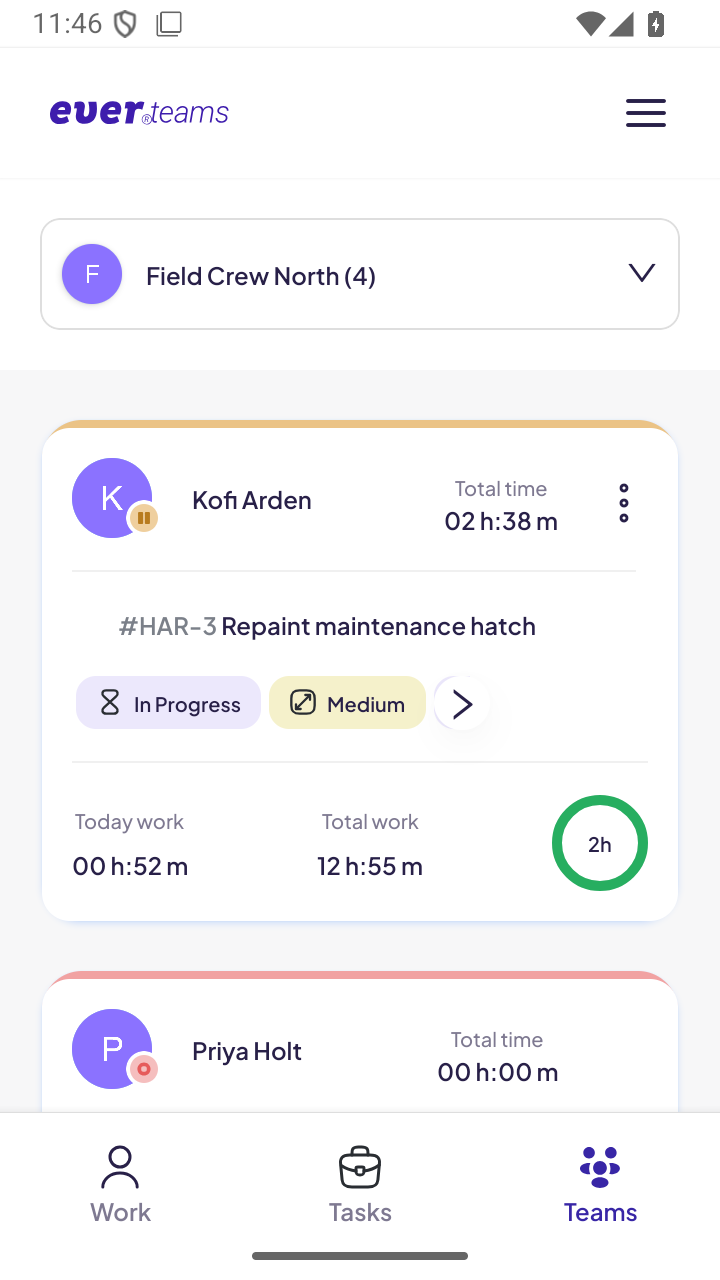 11:46
ever® teams
F
Field Crew North (4)
K
Kofi Arden
Total time
02 h:38 m
#HAR-3 Repaint maintenance hatch
In Progress
Medium
Today work
Total work
00 h:52 m
12 h:55 m
2h
P
Priya Holt
Total time
00 h:00 m
Work
Tasks
Teams